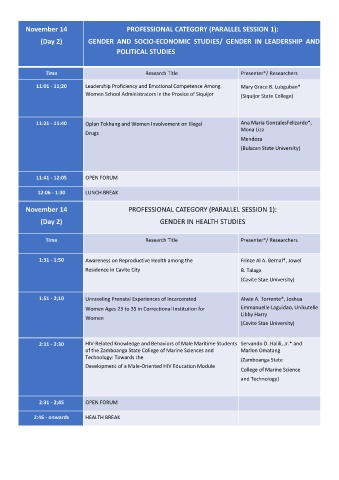 November 14
(Day 2)
PROFESSIONAL CATEGORY (PARALLEL SESSION 1):
GENDER AND SOCIO-ECONOMIC STUDIES/ GENDER IN LEADERSHIP AND
POLITICAL STUDIES
Time
Research Title
Presenter*/ Researchers
11:01 - 11:20
Leadership Proficiency and Emotional Competence Among
Women School Administrators in the Province of Siquijor
Mary Grace B. Lubguban*
(Siquijor State College)
11:21 - 11:40
Oplan Tokhang and Women Involvement on Illegal
Drugs
Ana Maria GonzalesFelizardo*,
Mona Liza
Mendoza
(Bulacan State University)
11:41 - 12:05
OPEN FORUM
12:06 - 1:30
LUNCH BREAK
November 14
(Day 2)
PROFESSIONAL CATEGORY (PARALLEL SESSION 1):
GENDER IN HEALTH STUDIES
Time
Research Title
Presenter*/ Researchers
1:31 - 1:50
Awareness on Reproductive Health among the
Residence in Cavite City
Al A. Bernal*, Jowel
B. Talaga
(Cavite Stae University)
1:51 - 2;10
Unraveling Prenatal Experiences of Incarcerated
Women Ages 23 to 35 in Correctional Institution for
Women
A. Torrente*, Joshua
Emmanuelle Laguidao,
Libby Harry
(Cavite Stae University)
2:11 - 2:30
HIV-Related Knowledge and Behaviors of Male Maritime Students
of the Zamboanga State College of Marine Sciences and
Technology: Towards the
Development of a Male-Oriented HIV Education Module
Servando D. Halili, Jr.* and
Marlon Omatang
(Zamboanga State
College of Marine Science
and Technology)
2:31 - 2;45
OPEN FORUM
2:45 - onwards
HEALTH BREAK